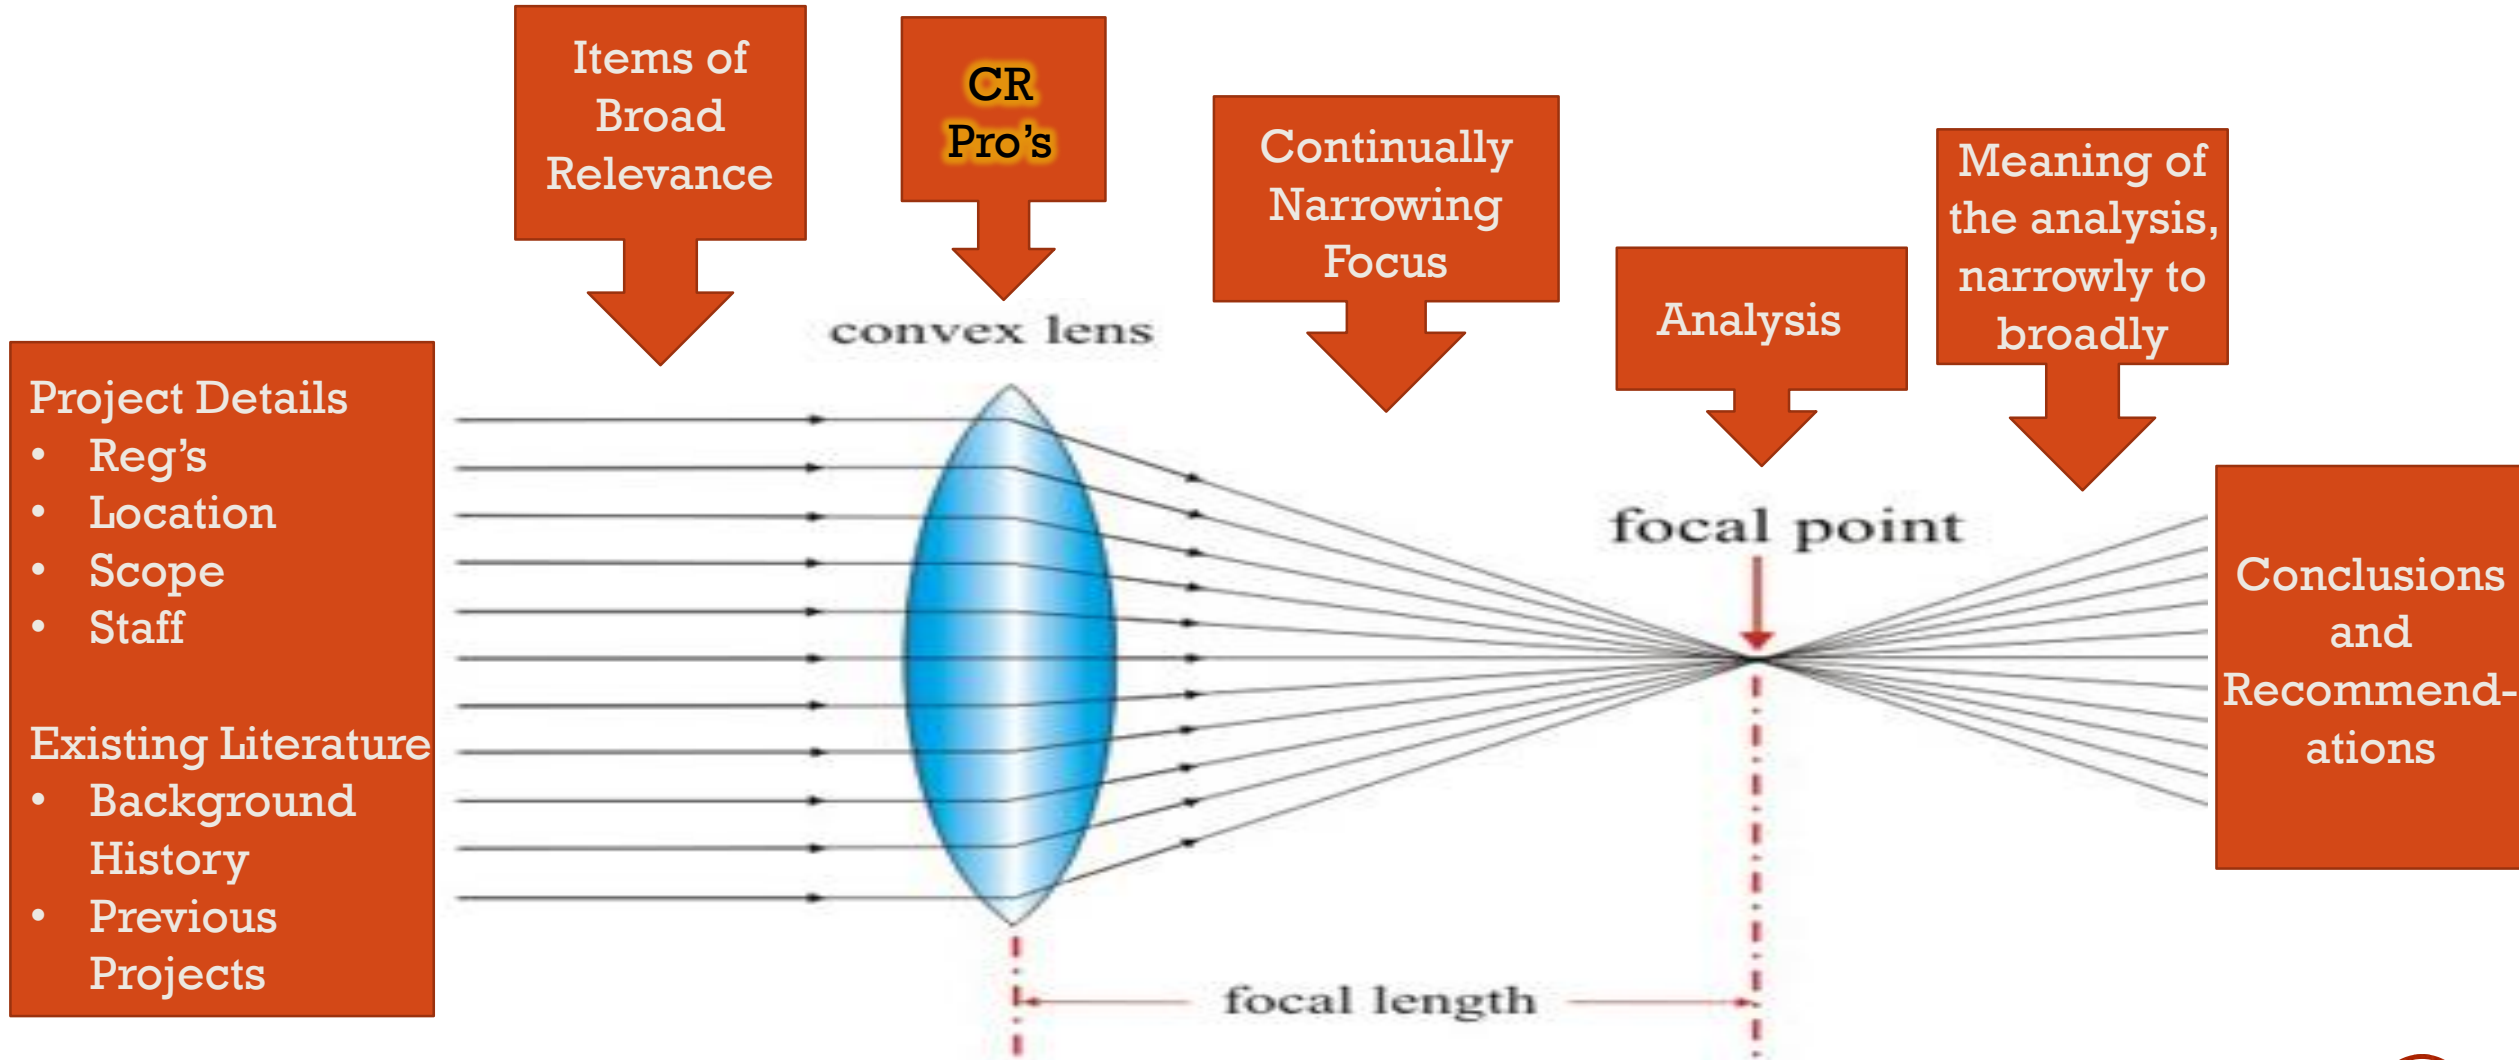 Items of
Broad
Relevance
CR
Pro's
Continually
Narrowing
Focus
Analysis
Meaning of
the analysis,
narrowly to
broadly
convex lens
Project Details
• Reg's
• Location
• Scope
• Staff
Existing Literature
• Background
History
• Previous
Projects
focal point
Conclusions
and
Recommend-
ations
focal length